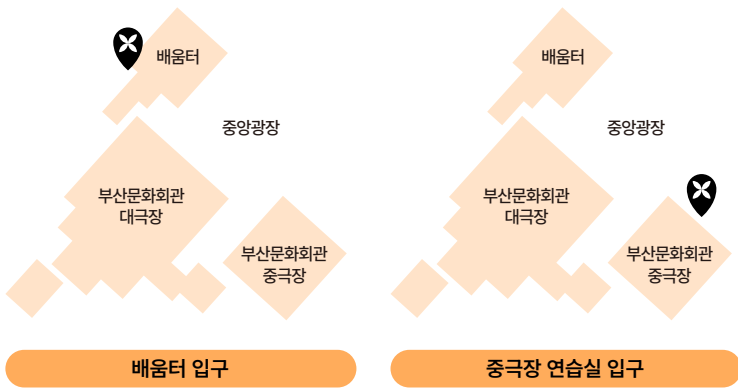 배움터
중앙광장
부산문화회관
대극장
부산문화회관
중극장
배움터 입구
배움터
중앙광장
부산문화회관
대극장
부산문화회관
중극장
중극장 연습실 입구